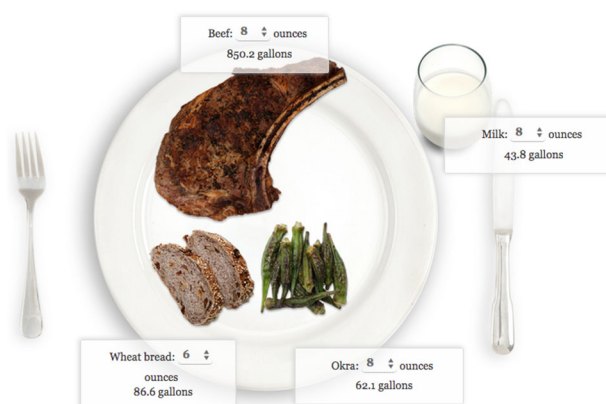 Beef: 8 ounces
850.2 gallons
Milk: 8 ounces
43.8 gallons
Wheat bread: 6
ounces
86.6 gallons
Okra: 8 ounces
62.1 gallons